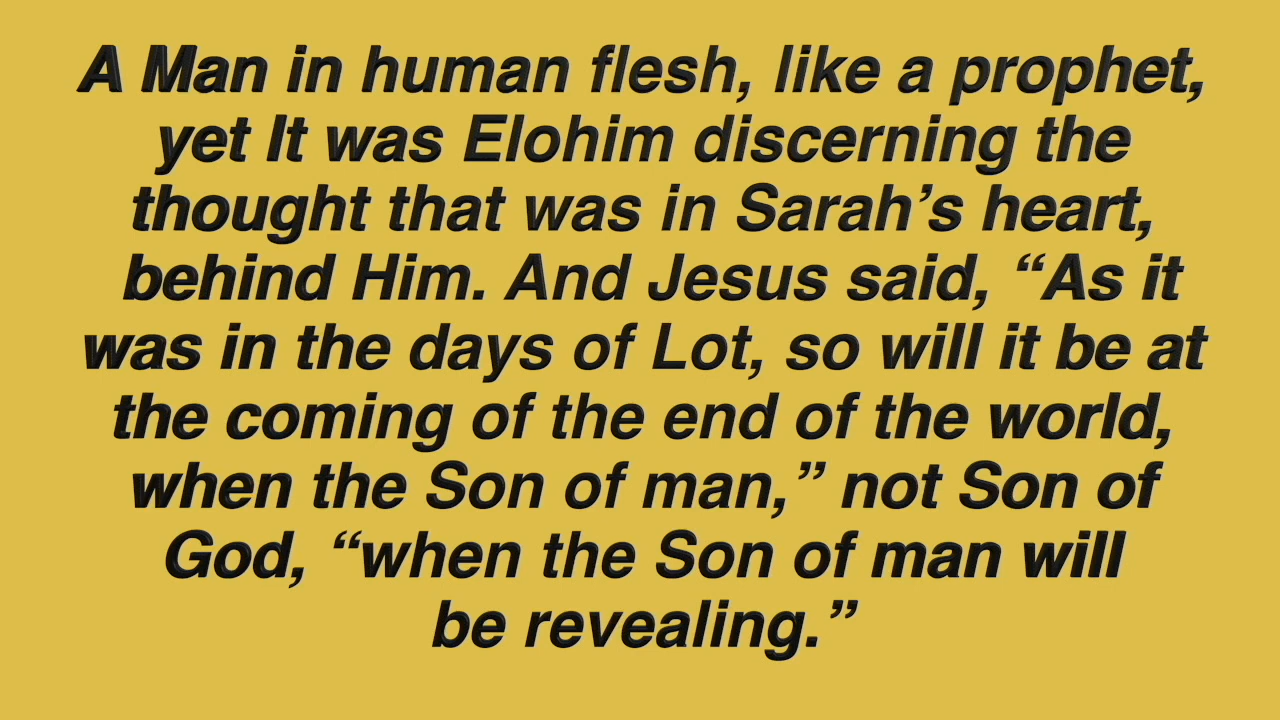 A Man in human flesh, like a prophet,
yet It was Elohim discerning the
thought that was in Sarah’s heart,
behind Him. And Jesus said, “As it
was in the days of Lot, so will it be at
the coming of the end of the world,
when the Son of man,” not Son of
God, “when the Son of man will
be revealing.”